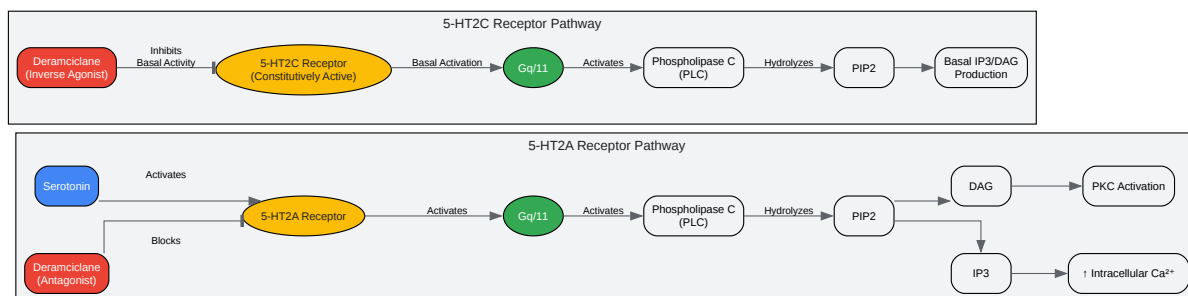 5-HT2C Receptor Pathway
Deramciclane
(Inverse Agonist)
Inhibits
Basal Activity
5-HT2C Receptor
(Constitutively Active)
Basal Activation
Gq/11
Activates
Phospholipase C
(PLC)
Hydrolyzes
PIP2
Basal IP3/DAG
Production
5-HT2A Receptor Pathway
Serotonin
Activates
Deramciclane
(Antagonist)
Blocks
5-HT2A Receptor
Activates
Gq/11
Activates
Phospholipase C
(PLC)
Hydrolyzes
PIP2
DAG
PKC Activation
IP3
↑ Intracellular Ca²⁺